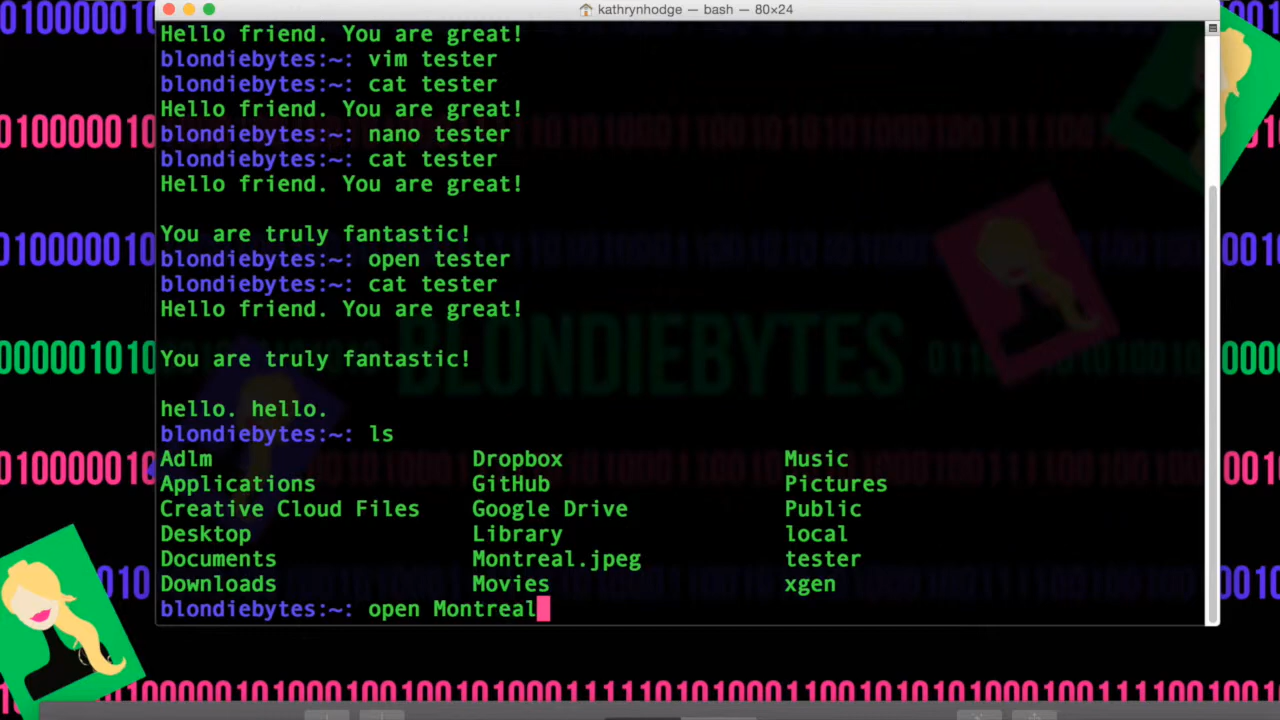 kathrynhodge — bash — 80×24
Hello friend. You are great!
blondiebytes:~: vim tester
blondiebytes:~: cat tester
Hello friend. You are great!
blondiebytes:~: nano tester
blondiebytes:~: cat tester
Hello friend. You are great!
You are truly fantastic!
blondiebytes:~: open tester
blondiebytes:~: cat tester
Hello friend. You are great!
BLONDIEBYTES
You are truly fantastic!
hello. hello.
blondiebytes:~: ls
Adlm Dropbox Music
Applications GitHub Pictures
Creative Cloud Files Google Drive Public
Desktop Library local
Documents Montreal.jpeg tester
Downloads Movies xgen
blondiebytes:~: open Montreal